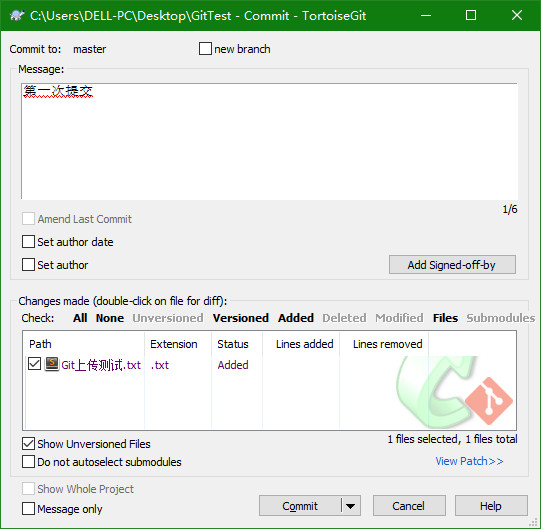 C:\Users\DELL-PC\Desktop\GitTest - Commit - TortoiseGit
Commit to: master new branch
Message:
第一次提交
1/6
Amend Last Commit
Set author date
Set author Add Signed-off-by
Changes made (double-click on file for diff):
Check: All None Unversioned Versioned Added Deleted Modified Files Submodules
Path Extension Status Lines added Lines removed
Git上传测试.txt .txt Added
Show Unversioned Files 1 files selected, 1 files total
Do not autoselect submodules View Patch>>
Show Whole Project
Message only Commit Cancel Help